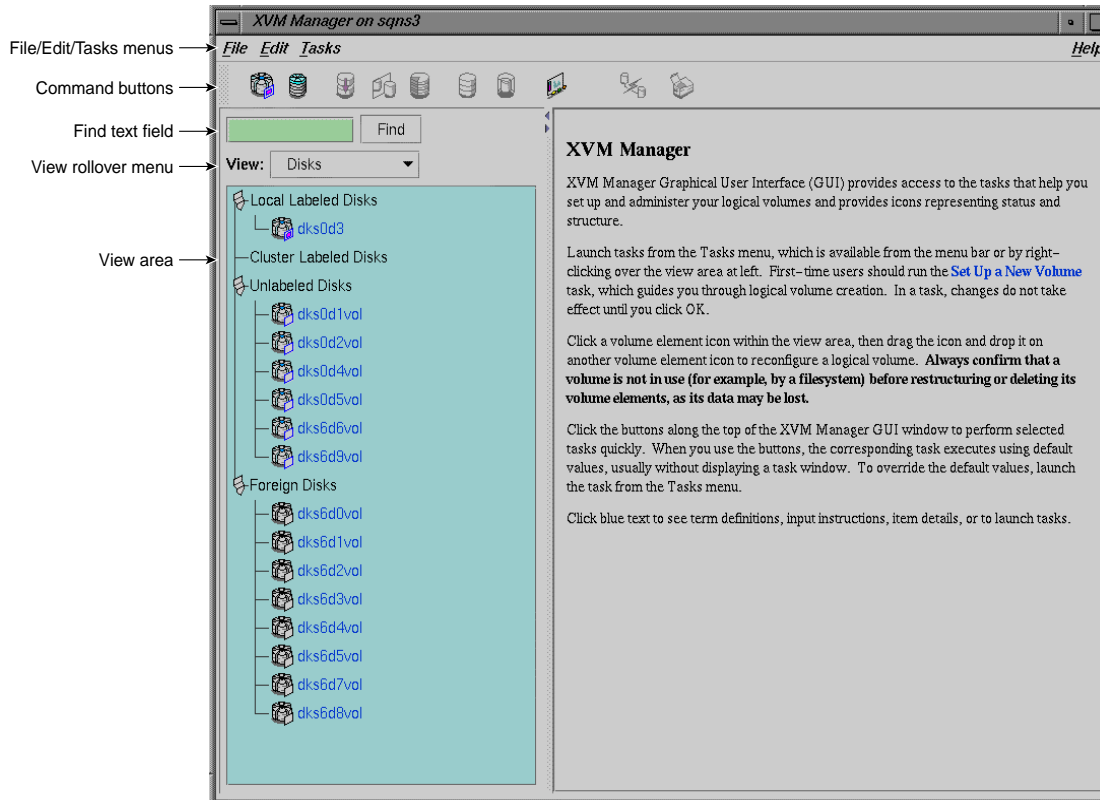 XVM Manager on sqns3
File/Edit/Tasks menus
File Edit Tasks
Help
Command buttons
Find text field
Find
View rollover menu
View:
Disks
View area
Local Labeled Disks
dks0d3
Cluster Labeled Disks
Unlabeled Disks
dks0d1vol
dks0d2vol
dks0d4vol
dks0d5vol
dks6d6vol
dks6d9vol
Foreign Disks
dks6d0vol
dks6d1vol
dks6d2vol
dks6d3vol
dks6d4vol
dks6d5vol
dks6d7vol
dks6d8vol
XVM Manager
XVM Manager Graphical User Interface (GUI) provides access to the tasks that help you
set up and administer your logical volumes and provides icons representing status and
structure.
Launch tasks from the Tasks menu, which is available from the menu bar or by right-
clicking over the view area at left. First-time users should run the Set Up a New Volume
task, which guides you through logical volume creation. In a task, changes do not take
effect until you click OK.
Click a volume element icon within the view area, then drag the icon and drop it on
another volume element icon to reconfigure a logical volume. Always confirm that a
volume is not in use (for example, by a filesystem) before restructuring or deleting its
volume elements, as its data may be lost.
Click the buttons along the top of the XVM Manager GUI window to perform selected
tasks quickly. When you use the buttons, the corresponding task executes using default
values, usually without displaying a task window. To override the default values, launch
the task from the Tasks menu.
Click blue text to see term definitions, input instructions, item details, or to launch tasks.